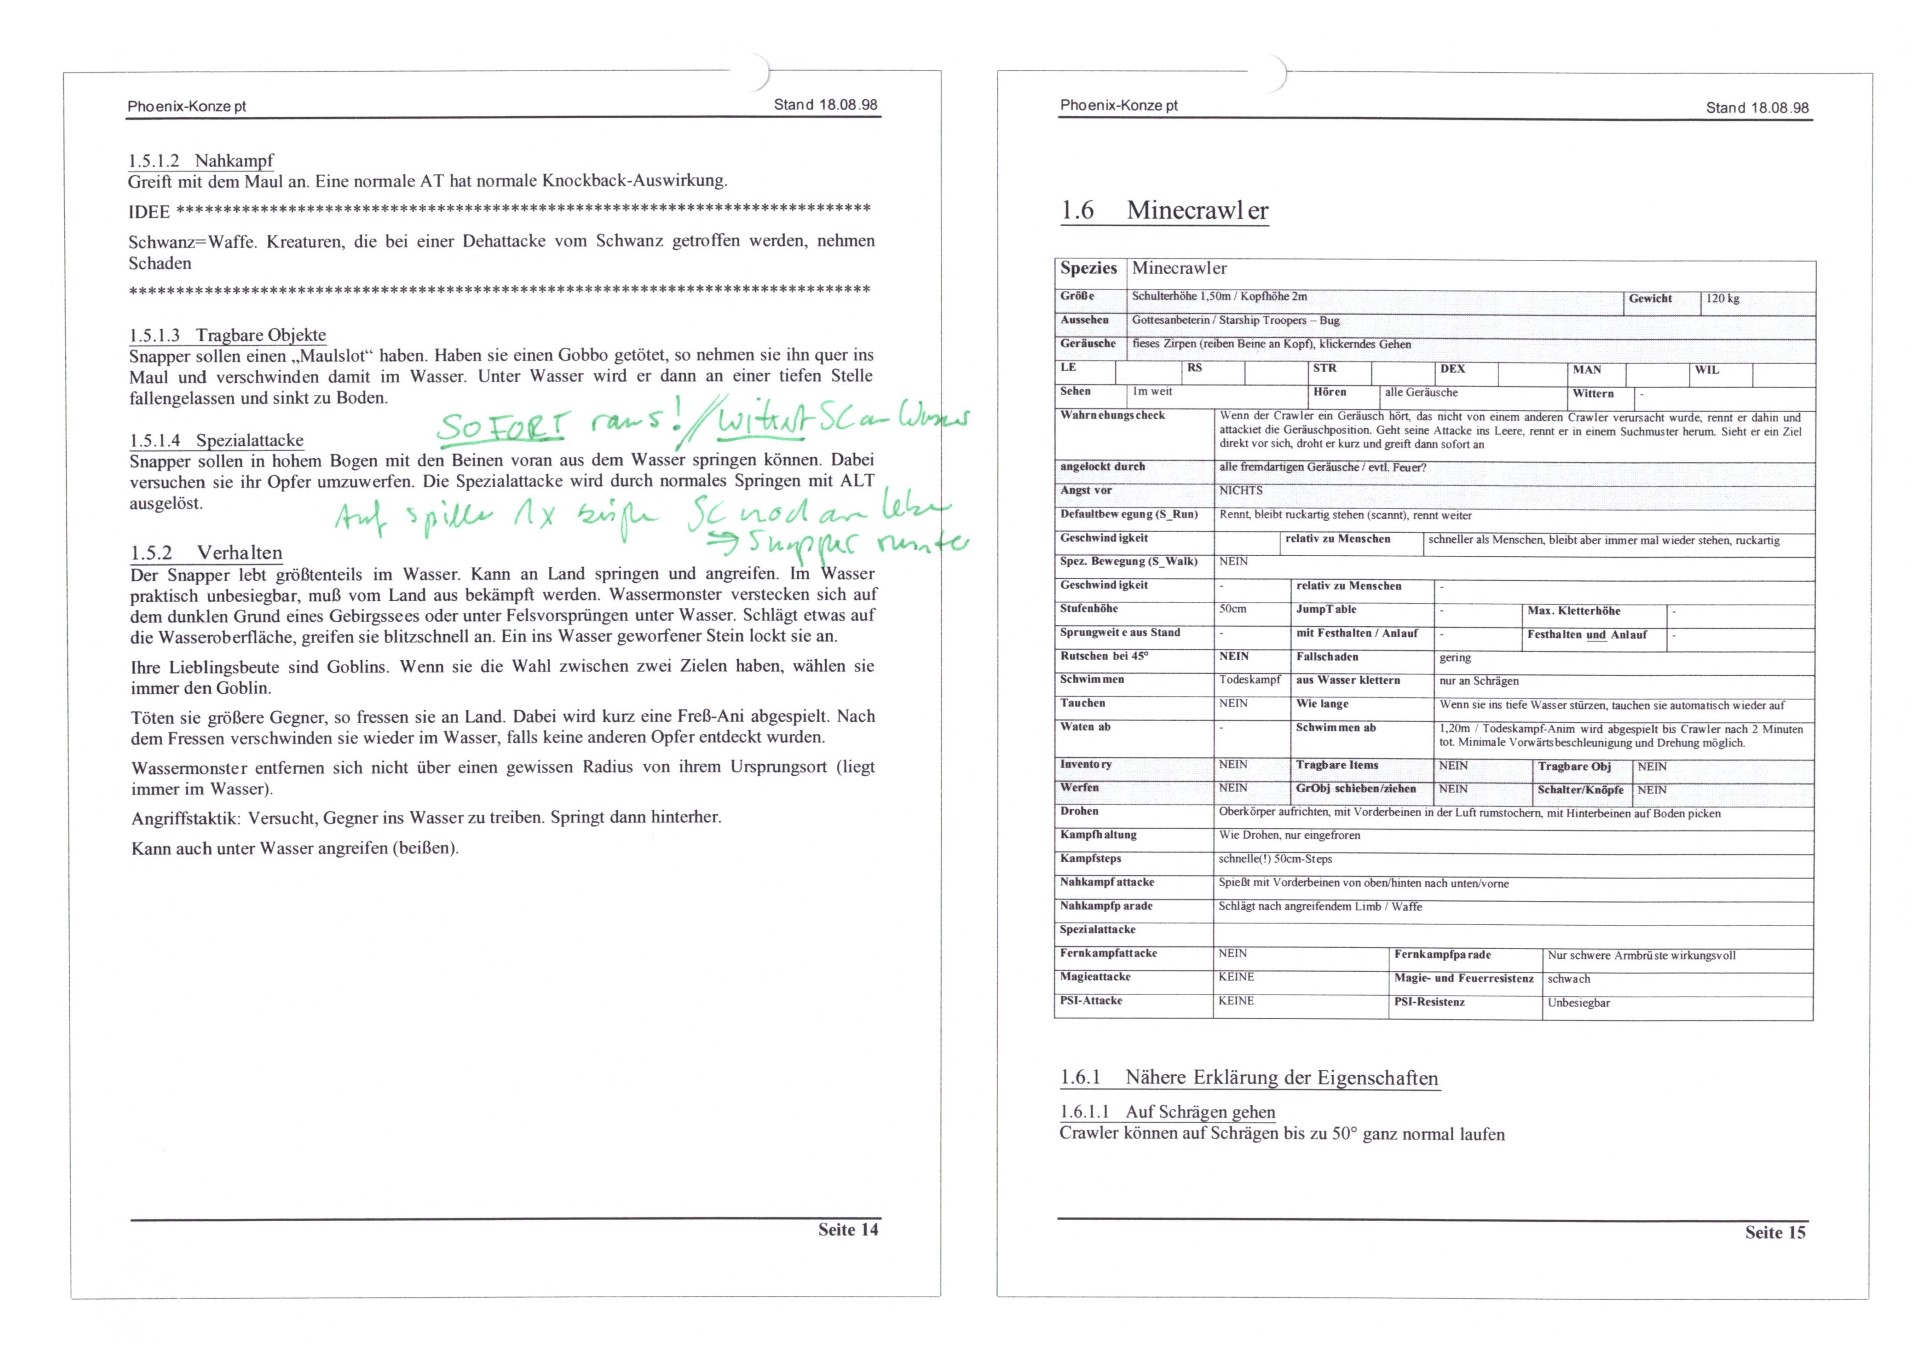 Phoenix-Konzept Stand 18.08.98
1.5.1.2 Nahkampf
Greift mit dem Maul an. Eine normale AT hat normale Knockback-Auswirkung.
IDEE **************************************************************************
Schwanz=Waffe. Kreaturen, die bei einer Dehattacke vom Schwanz getroffen werden, nehmen
Schaden
*******************************************************************************
1.5.1.3 Tragbare Objekte
Snapper sollen einen „Maulslot“ haben. Haben sie einen Gobbo getötet, so nehmen sie ihn quer ins
Maul und verschwinden damit im Wasser. Unter Wasser wird er dann an einer tiefen Stelle
fallengelassen und sinkt zu Boden.
SOFORT raus! // wittert SC an Wasser
1.5.1.4 Spezialattacke
Snapper sollen in hohem Bogen mit den Beinen voran aus dem Wasser springen können. Dabei
versuchen sie ihr Opfer umzuwerfen. Die Spezialattacke wird durch normales Springen mit ALT
ausgelöst.
Auf 1x SC noch am Leben
⇒ Snapper runter
1.5.2 Verhalten
Der Snapper lebt größtenteils im Wasser. Kann an Land springen und angreifen. Im Wasser
praktisch unbesiegbar, muß vom Land aus bekämpft werden. Wassermonster verstecken sich auf
dem dunklen Grund eines Gebirgssees oder unter Felsvorsprüngen unter Wasser. Schlägt etwas auf
die Wasseroberfläche, greifen sie blitzschnell an. Ein ins Wasser geworfener Stein lockt sie an.
Ihre Lieblingsbeute sind Goblins. Wenn sie die Wahl zwischen zwei Zielen haben, wählen sie
immer den Goblin.
Töten sie größere Gegner, so fressen sie an Land. Dabei wird kurz eine Freß-Ani abgespielt. Nach
dem Fressen verschwinden sie wieder im Wasser, falls keine anderen Opfer entdeckt wurden.
Wassermonster entfernen sich nicht über einen gewissen Radius von ihrem Ursprungsort (liegt
immer im Wasser).
Angriffstaktik: Versucht, Gegner ins Wasser zu treiben. Springt dann hinterher.
Kann auch unter Wasser angreifen (beißen).
Seite 14
Phoenix-Konzept Stand 18.08.98
1.6 Minecrawler
Spezies Minecrawler
Größe Schulterhöhe 1,50m / Kopfhöhe 2m Gewicht 120 kg
Aussehen Gottesanbeterin / Starship Troopers – Bug
Geräusche fieses Zirpen (reiben Beine an Kopf), klickerndes Gehen
LE RS STR DEX MAN WIL
Sehen 1m weit Hören alle Geräusche Wittern -
Wahrnehungscheck Wenn der Crawler ein Geräusch hört, das nicht von einem anderen Crawler verursacht wurde, rennt er dahin und
attackiet die Geräuschposition. Geht seine Attacke ins Leere, rennt er in einem Suchmuster herum. Sieht er ein Ziel
direkt vor sich, droht er kurz und greift dann sofort an
angelockt durch alle fremdartigen Geräusche / evtl. Feuer?
Angst vor NICHTS
Defaultbewegung (S_Run) Rennt, bleibt ruckartig stehen (scannt), rennt weiter
Geschwindigkeit relativ zu Menschen schneller als Menschen, bleibt aber immer mal wieder stehen, ruckartig
Spez. Bewegung (S_Walk) NEIN
Geschwindigkeit - relativ zu Menschen -
Stufenhöhe 50cm JumpTable - Max. Kletterhöhe -
Sprungweite aus Stand - mit Festhalten / Anlauf - Festhalten und Anlauf -
Rutschen bei 45° NEIN Fallschaden gering
Schwimmen Todeskampf aus Wasser klettern nur an Schrägen
Tauchen NEIN Wie lange Wenn sie ins tiefe Wasser stürzen, tauchen sie automatisch wieder auf
Waten ab - Schwimmen ab 1,20m / Todeskampf-Anim wird abgespielt bis Crawler nach 2 Minuten
tot. Minimale Vorwärtsbeschleunigung und Drehung möglich.
Inventory NEIN Tragbare Items NEIN Tragbare Obj NEIN
Werfen NEIN GrObj schieben/ziehen NEIN Schalter/Knöpfe NEIN
Drohen Oberkörper aufrichten, mit Vorderbeinen in der Luft rumstochern, mit Hinterbeinen auf Boden picken
Kampfhaltung Wie Drohen, nur eingefroren
Kampfsteps schnelle(!) 50cm-Steps
Nahkampfattacke Spießt mit Vorderbeinen von oben/hinten nach unten/vorne
Nahkampfparade Schlägt nach angreifendem Limb / Waffe
Spezialattacke
Fernkampfattacke NEIN Fernkampfparade Nur schwere Armbrüste wirkungsvoll
Magieattacke KEINE Magie- und Feuerresistenz schwach
PSI-Attacke KEINE PSI-Resistenz Unbesiegbar
1.6.1 Nähere Erklärung der Eigenschaften
1.6.1.1 Auf Schrägen gehen
Crawler können auf Schrägen bis zu 50° ganz normal laufen
Seite 15